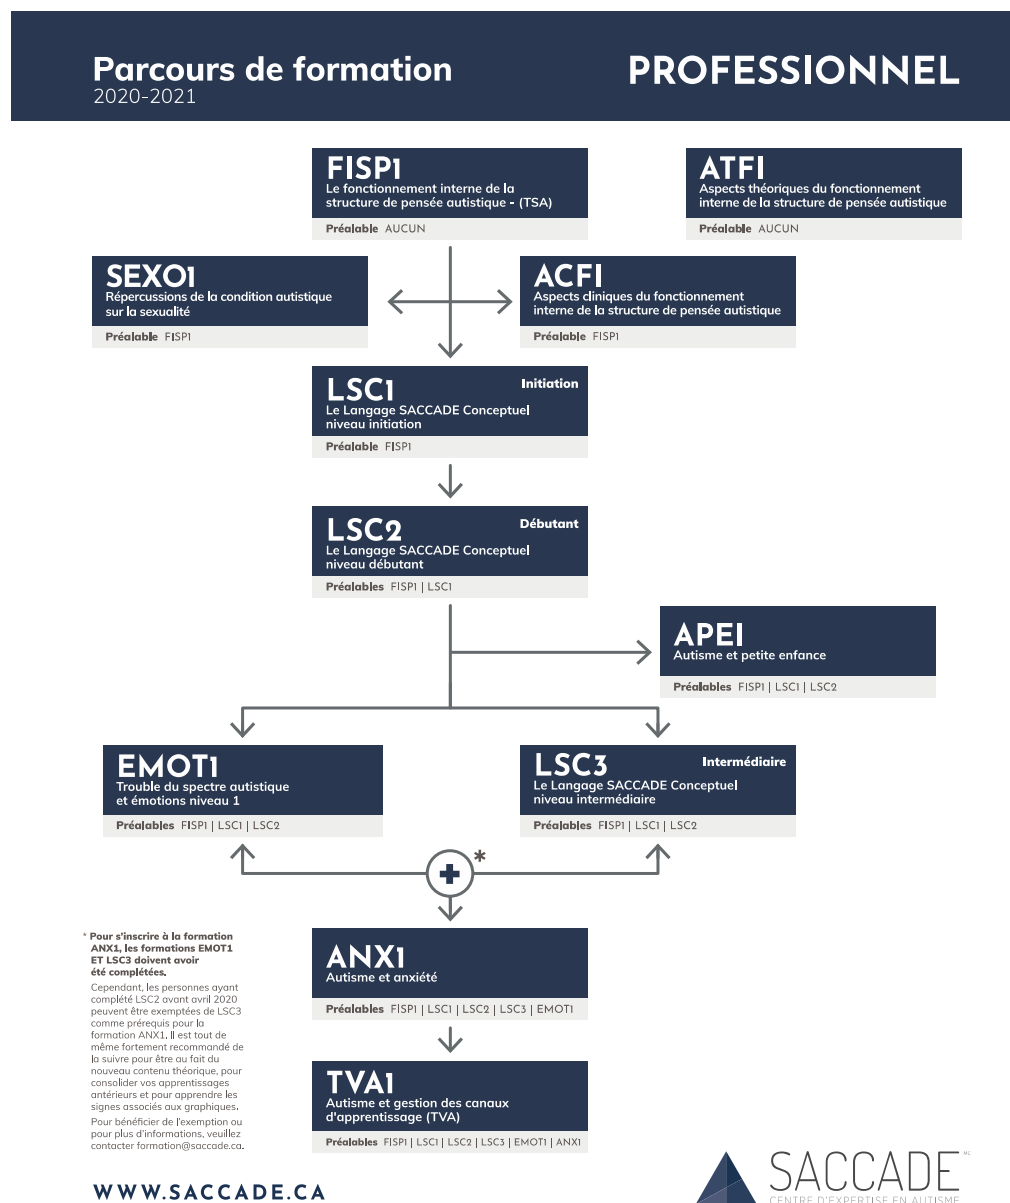 Parcours de formation
2020-2021
PROFESSIONNEL
FISP1
Le fonctionnement interne de la
structure de pensée autistique - (TSA)
Préalable AUCUN
ATFI
Aspects théoriques du fonctionnement
interne de la structure de pensée autistique
Préalable AUCUN
SEXO1
Répercussions de la condition autistique
sur la sexualité
Préalable FISP1
ACFI
Aspects cliniques du fonctionnement
interne de la structure de pensée autistique
Préalable FISP1
LSC1
Initiation
Le Langage SACCADE Conceptuel
niveau initiation
Préalable FISP1
LSC2
Débutant
Le Langage SACCADE Conceptuel
niveau débutant
Préalables FISP1 | LSC1
APEI
Autisme et petite enfance
Préalables FISP1 | LSC1 | LSC2
EMOT1
Trouble du spectre autistique
et émotions niveau 1
Préalables FISP1 | LSC1 | LSC2
LSC3
Intermédiaire
Le Langage SACCADE Conceptuel
niveau intermédiaire
Préalables FISP1 | LSC1 | LSC2
+ *
* Pour s'inscrire à la formation
ANX1, les formations EMOT1
ET LSC3 doivent avoir
été complétées.
Cependant, les personnes ayant
complété LSC2 avant avril 2020
peuvent être exemptées de LSC3
comme prérequis pour la
formation ANX1. Il est tout de
même fortement recommandé de
la suivre pour être au fait du
nouveau contenu théorique, pour
consolider vos apprentissages
antérieurs et pour apprendre les
signes associés aux graphiques.
Pour bénéficier de l'exemption ou
pour plus d'informations, veuillez
contacter formation@saccade.ca.
ANX1
Autisme et anxiété
Préalables FISP1 | LSC1 | LSC2 | LSC3 | EMOT1
TVA1
Autisme et gestion des canaux
d'apprentissage (TVA)
Préalables FISP1 | LSC1 | LSC2 | LSC3 | EMOT1 | ANX1
WWW.SACCADE.CA
SACCADE MC
CENTRE D'EXPERTISE EN AUTISME